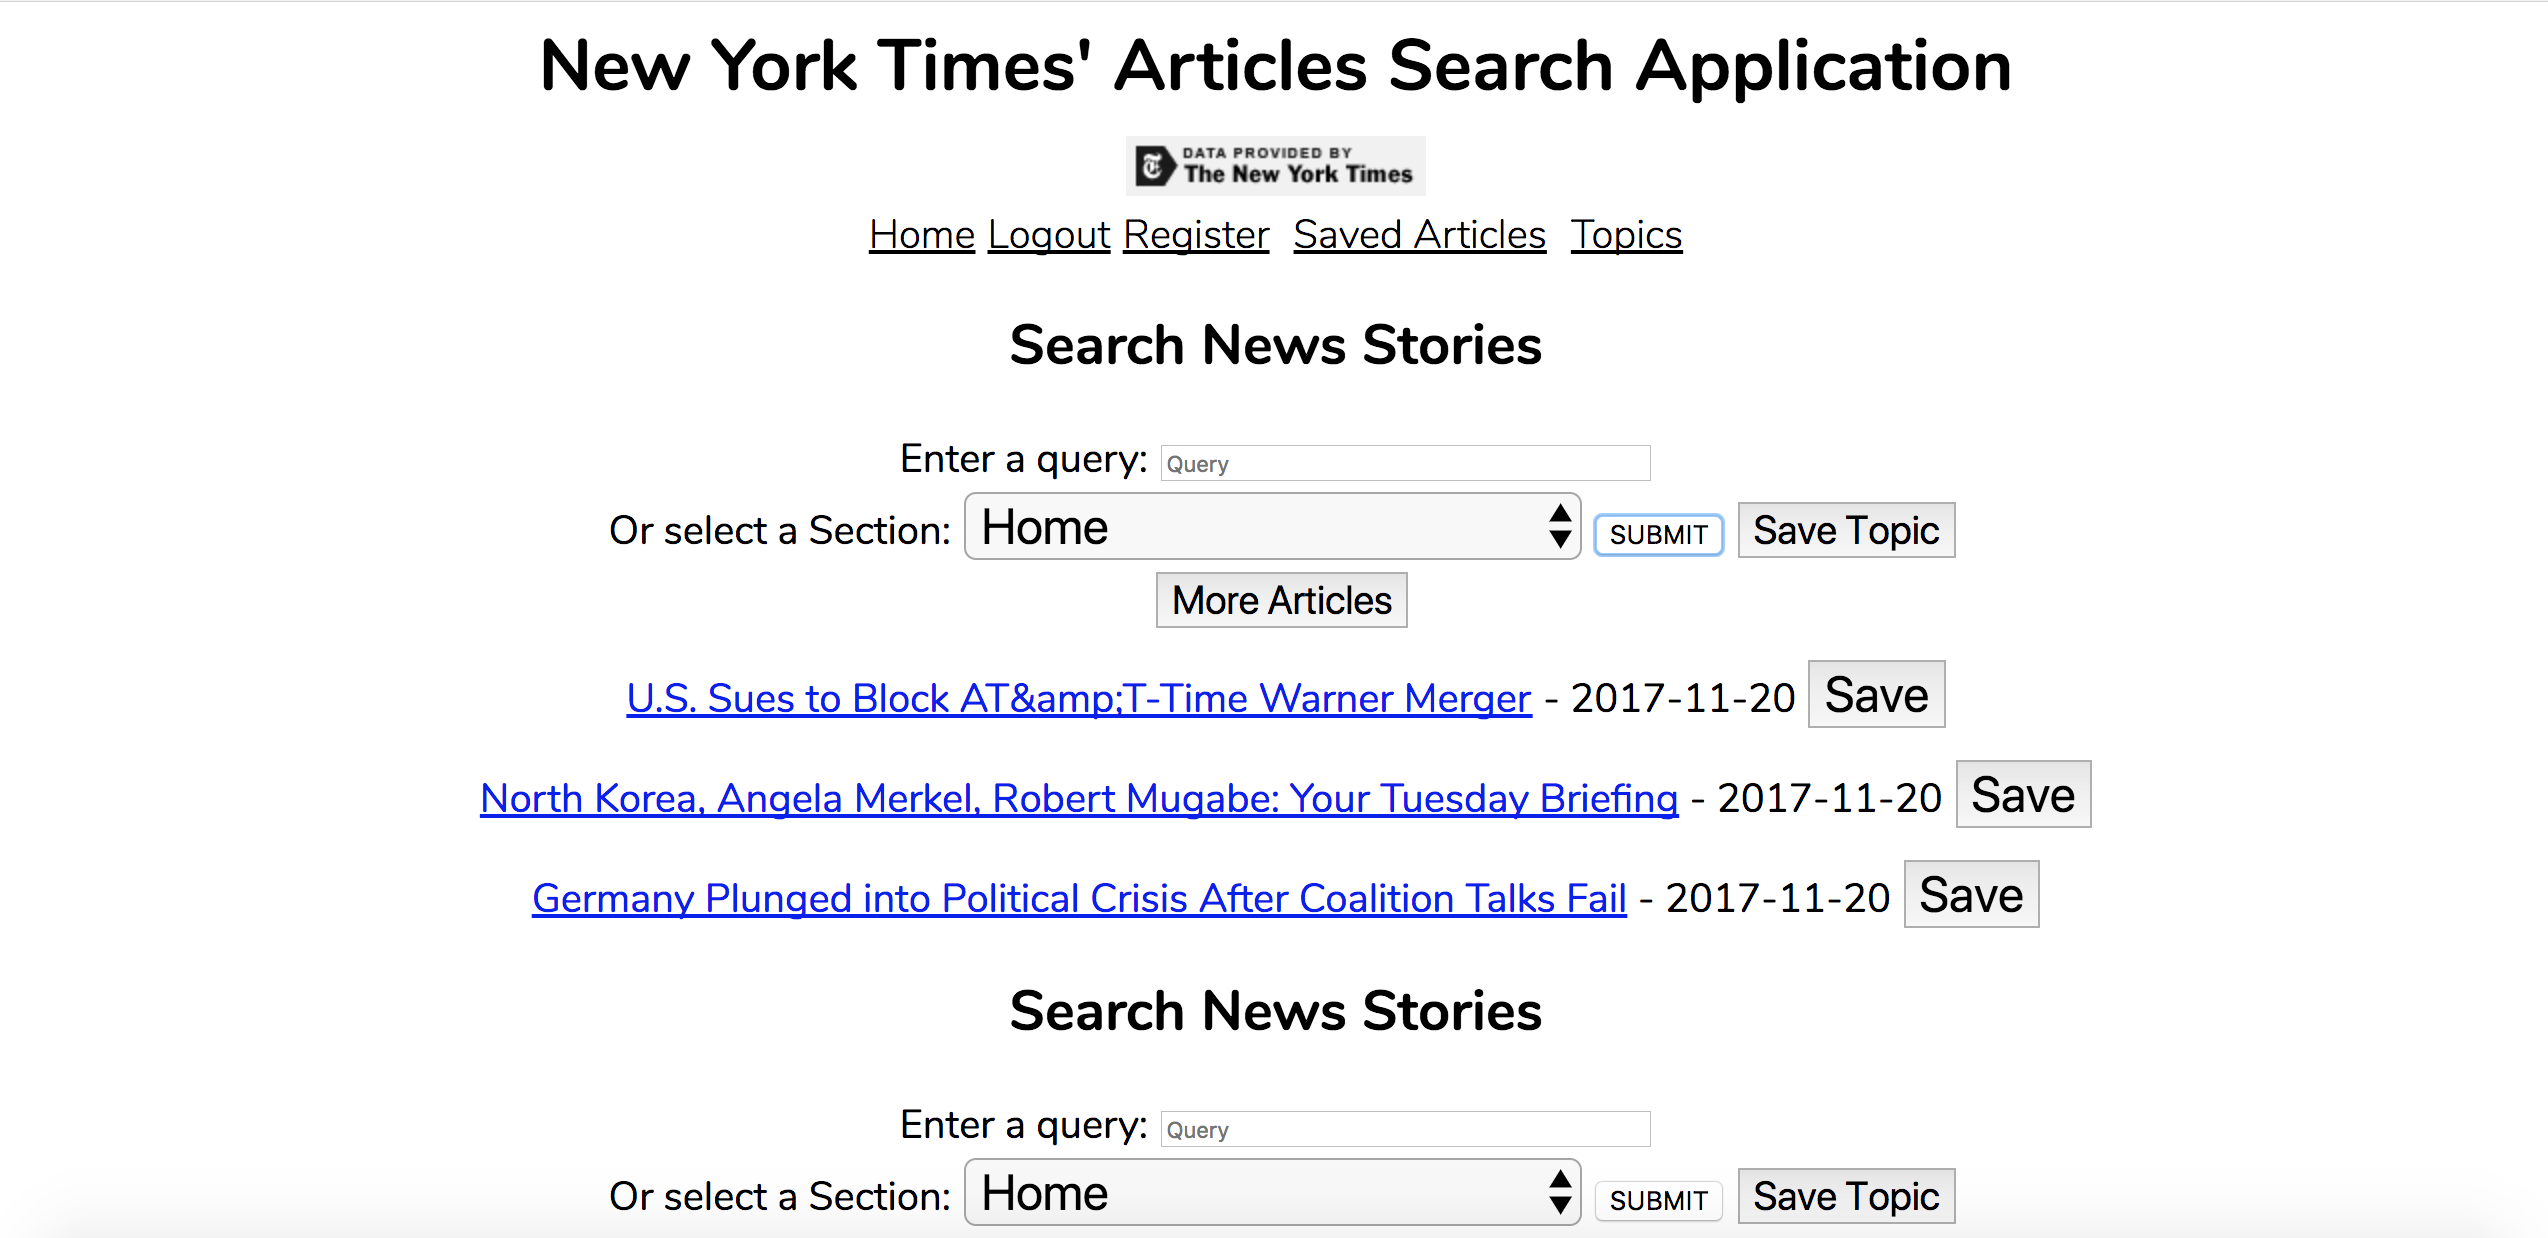 New York Times' Articles Search Application
DATA PROVIDED BY
The New York Times
Home Logout Register Saved Articles Topics
Search News Stories
Enter a query: Query
Or select a Section: Home SUBMIT Save Topic
More Articles
U.S. Sues to Block AT&amp;T-Time Warner Merger - 2017-11-20 Save
North Korea, Angela Merkel, Robert Mugabe: Your Tuesday Briefing - 2017-11-20 Save
Germany Plunged into Political Crisis After Coalition Talks Fail - 2017-11-20 Save
Search News Stories
Enter a query: Query
Or select a Section: Home SUBMIT Save Topic